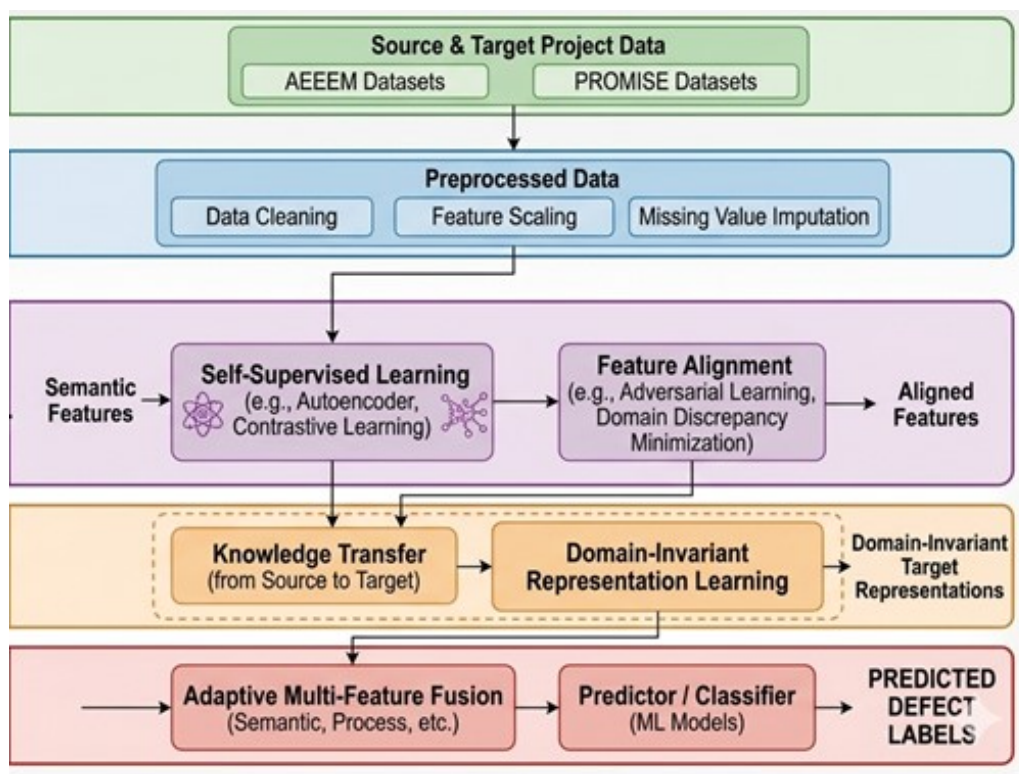 Source & Target Project Data
AEEEM Datasets
PROMISE Datasets
Preprocessed Data
Data Cleaning
Feature Scaling
Missing Value Imputation
Semantic
Features
Self-Supervised Learning
(e.g., Autoencoder,
Contrastive Learning)
Feature Alignment
(e.g., Adversarial Learning,
Domain Discrepancy
Minimization)
Aligned
Features
Knowledge Transfer
(from Source to Target)
Domain-Invariant
Representation Learning
Domain-Invariant
Target
Representations
Adaptive Multi-Feature Fusion
(Semantic, Process, etc.)
Predictor / Classifier
(ML Models)
PREDICTED
DEFECT
LABELS